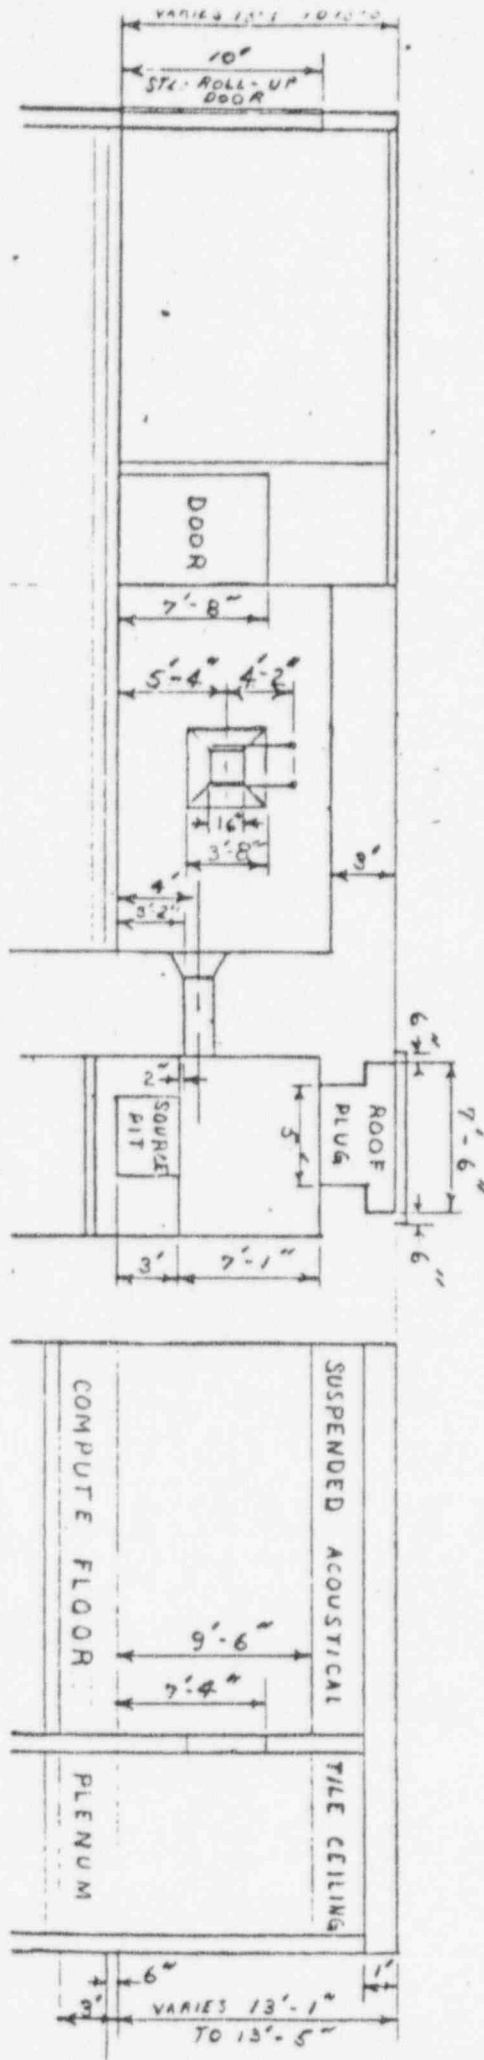 VARIES
10"
STL. ROLL-UP
DOOR
DOOR
7'-8"
5'-4"
4'-2"
16"
3'-8"
4'
3'-2"
3'
6"
7'-6"
6"
2"
SOURCE
PIT
5'
ROOF
PLUG
3'
7'-1"
COMPUTE FLOOR
SUSPENDED ACOUSTICAL
9'-6"
7'-4"
PLENUM
TILE CEILING
6"
3'
1'
VARIES 13'-1"
TO 13'-5"